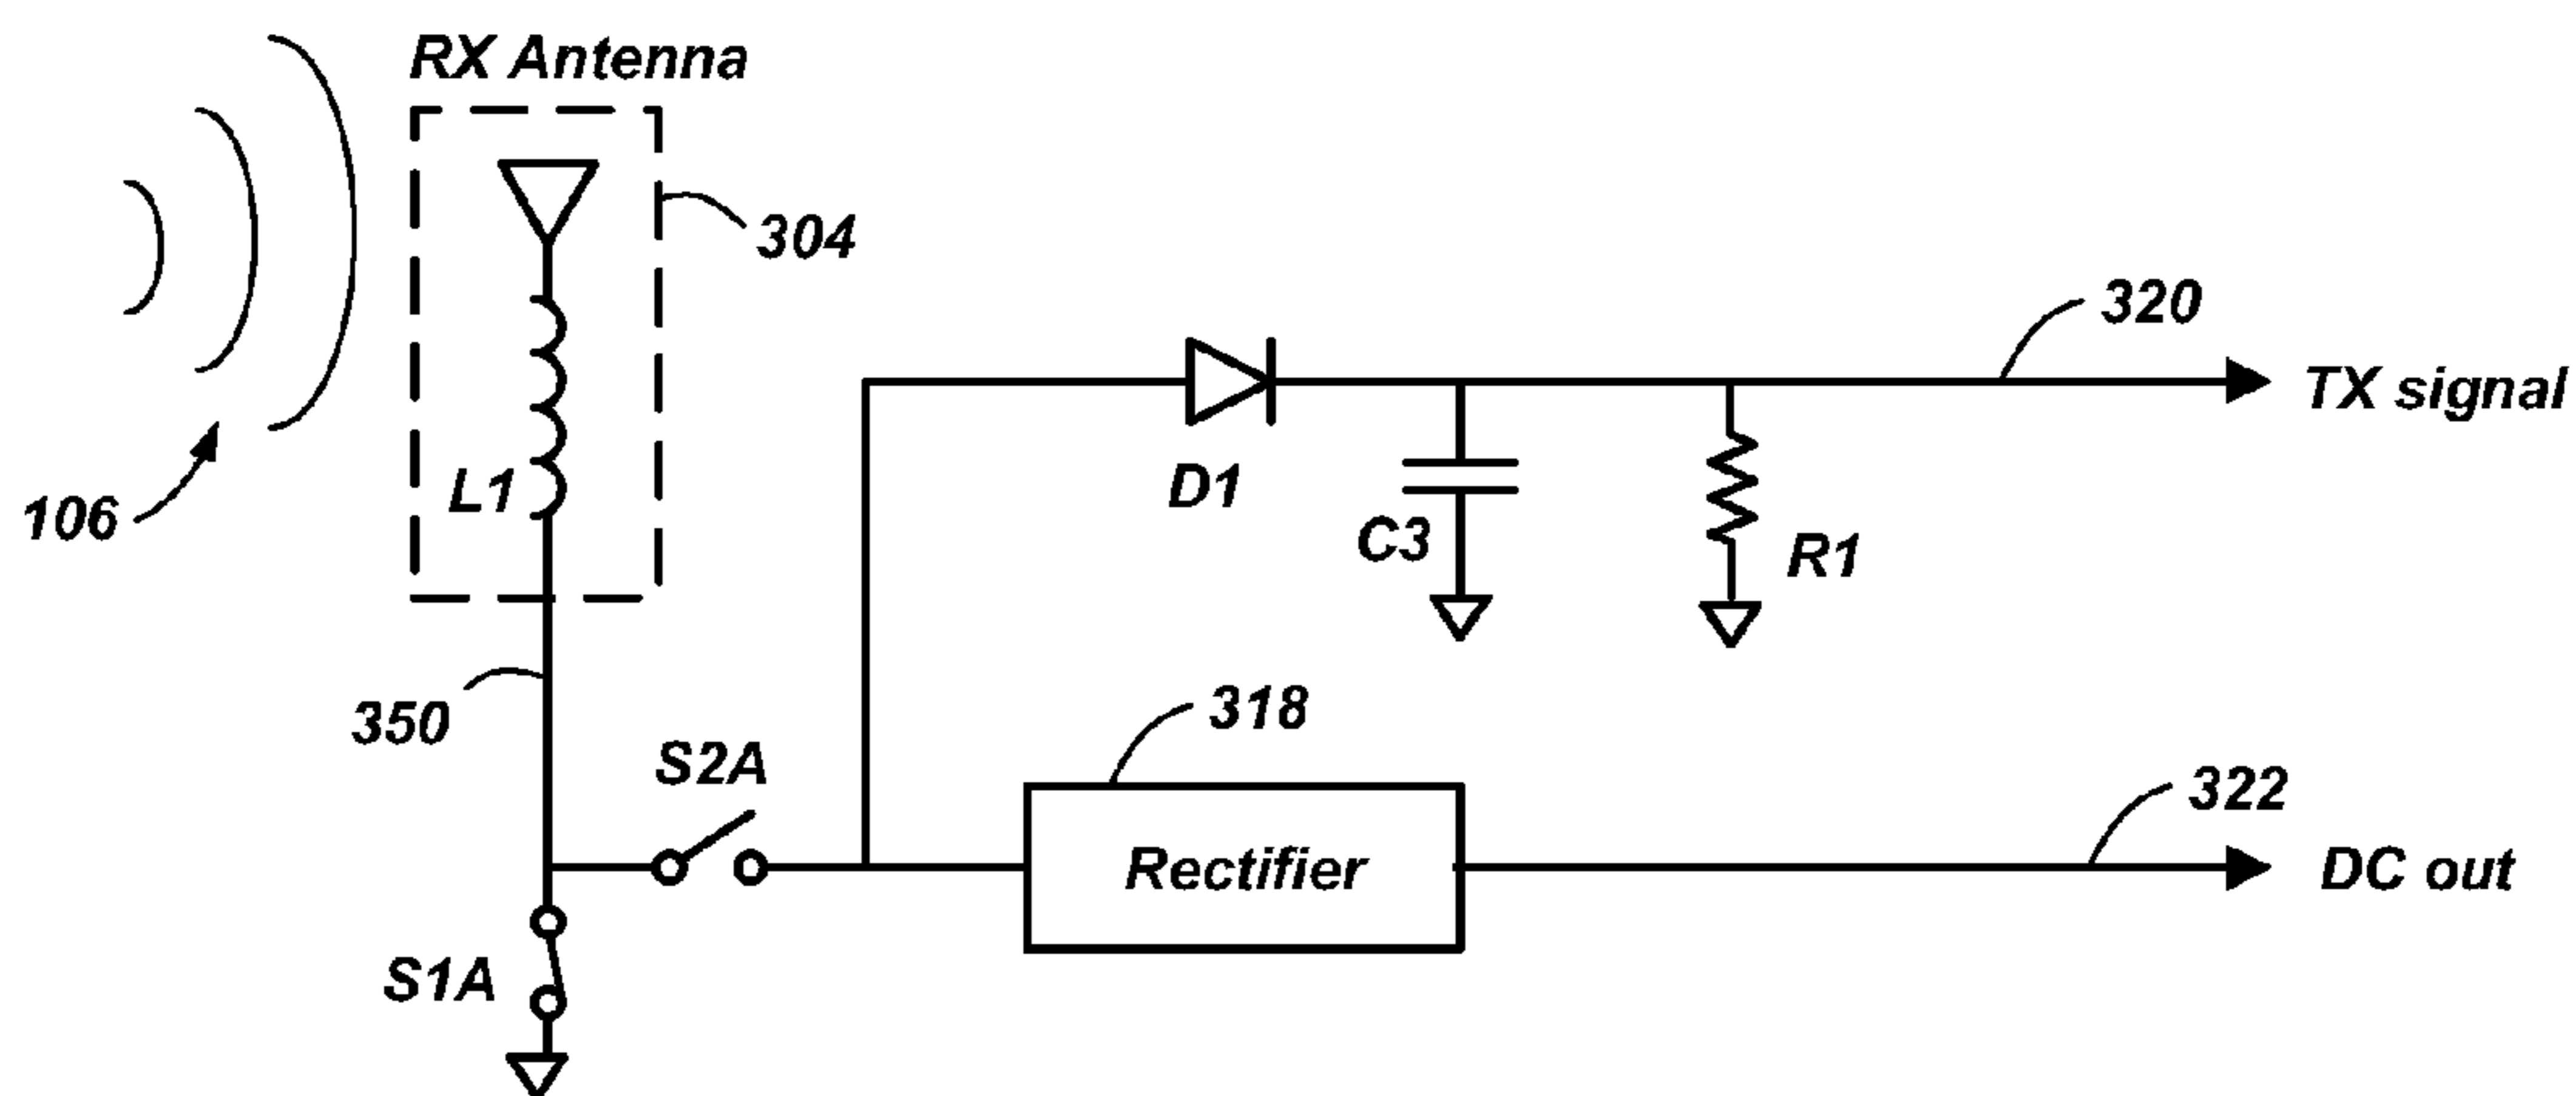 RX Antenna
304
320
TX signal
L1
D1
106
C3
R1
350
318
S2A
322
Rectifier
DC out
S1A